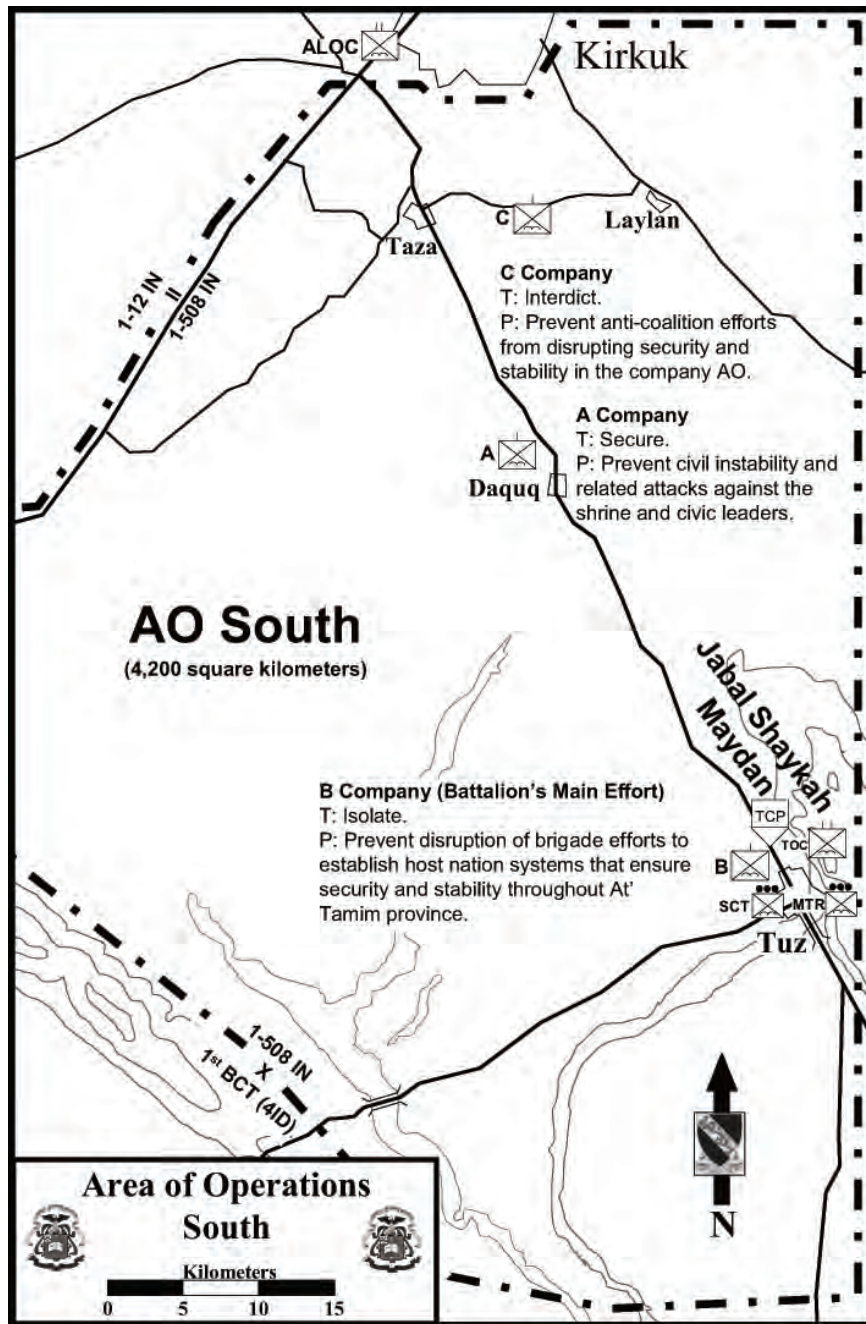 ALOC
Kirkuk
C
Laylan
Taza
1-12 IN
II
1-508 IN
C Company
T: Interdict.
P: Prevent anti-coalition efforts
from disrupting security and
stability in the company AO.
A Company
T: Secure.
P: Prevent civil instability and
related attacks against the
shrine and civic leaders.
A
Daquq
AO South
(4,200 square kilometers)
Jabal Shaykah
Maydan
B Company (Battalion's Main Effort)
T: Isolate.
P: Prevent disruption of brigade efforts to
establish host nation systems that ensure
security and stability throughout At'
Tamim province.
TCP
TOC
B
SCT
MTR
Tuz
1-508 IN
X
1st BCT (4ID)
N
Area of Operations
South
Kilometers
0 5 10 15